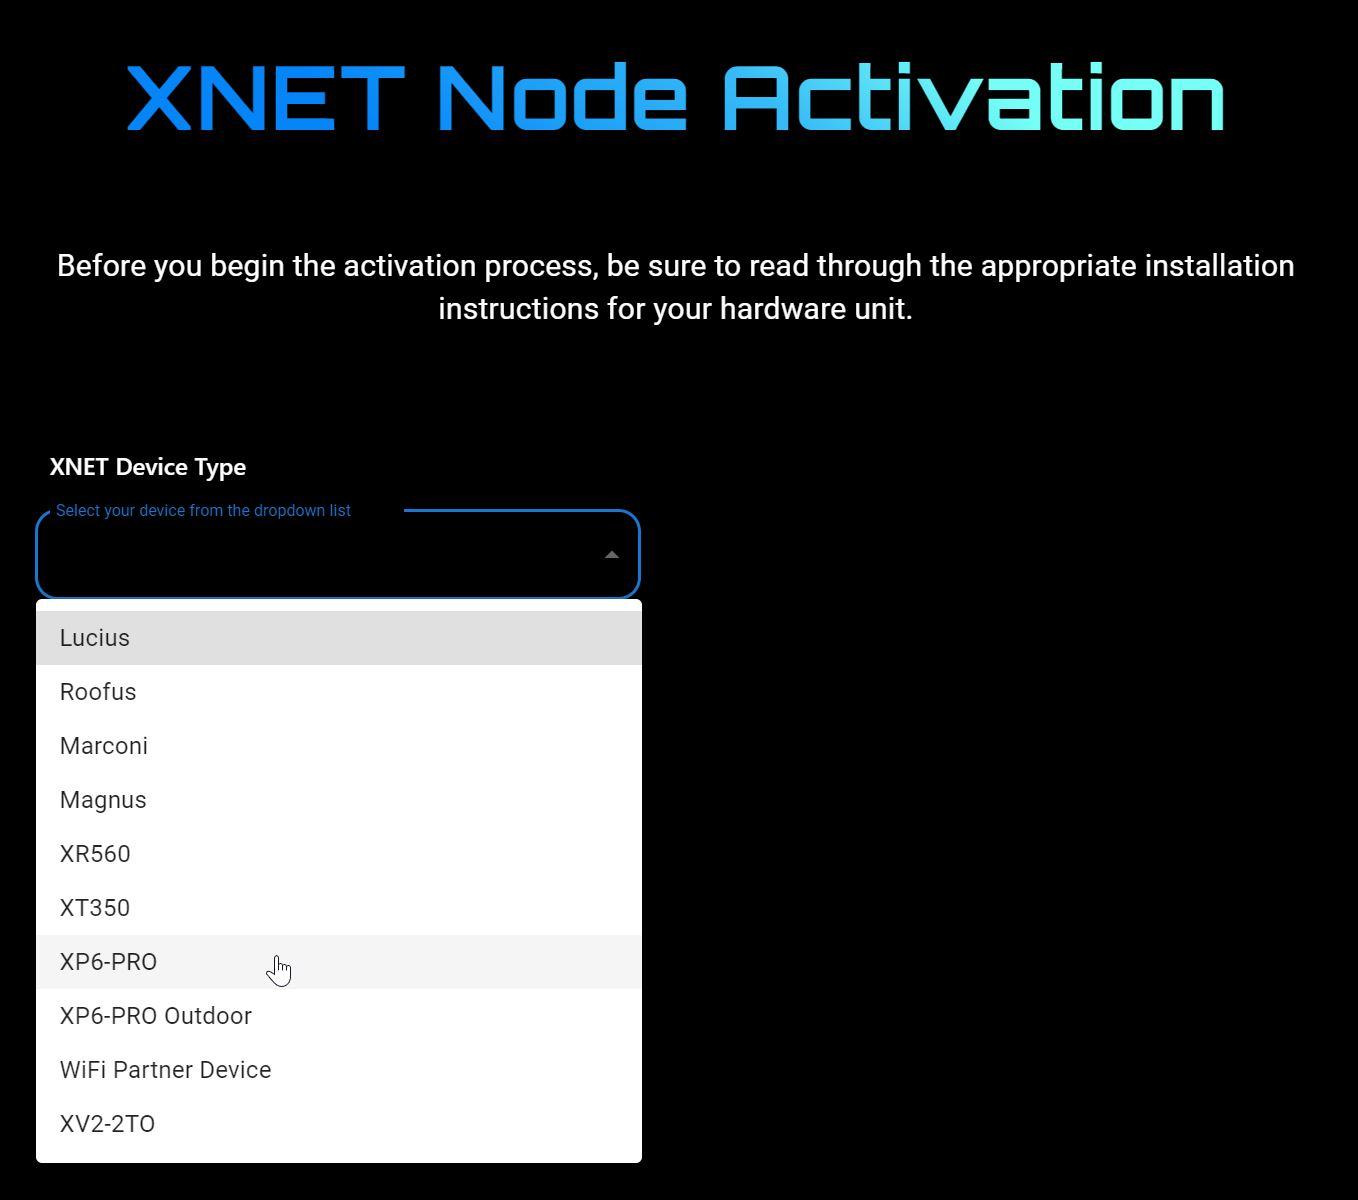 XNET Node Activation
Before you begin the activation process, be sure to read through the appropriate installation
instructions for your hardware unit.
XNET Device Type
Select your device from the dropdown list
Lucius
Roofus
Marconi
Magnus
XR560
XT350
XP6-PRO
XP6-PRO Outdoor
WiFi Partner Device
XV2-2TO